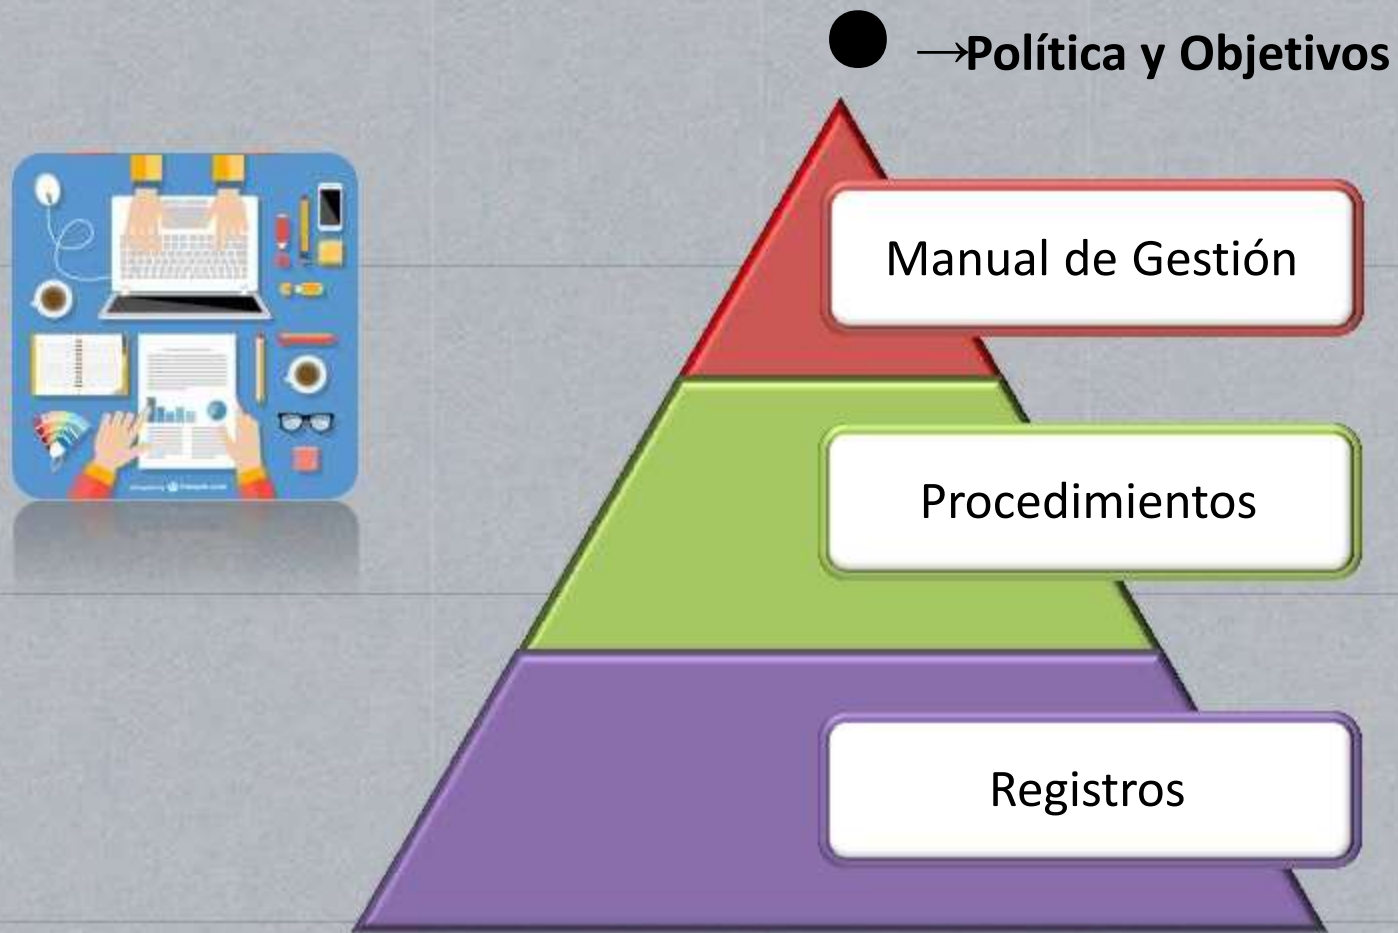 ● →Política y Objetivos
Manual de Gestión
Procedimientos
Registros